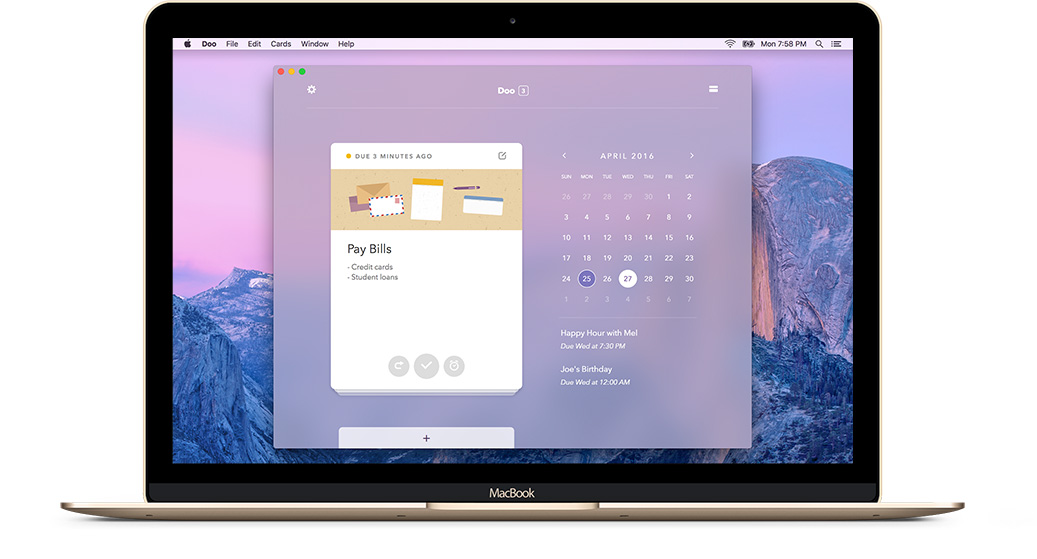 Doo File Edit Cards Window Help Mon 7:58 PM
Doo 3
DUE 3 MINUTES AGO
Pay Bills
- Credit cards
- Student loans
+
APRIL 2016
SUN MON TUE WED THU FRI SAT
26 27 28 29 30 1 2
3 4 5 6 7 8 9
10 11 12 13 14 15 16
17 18 19 20 21 22 23
24 25 26 27 28 29 30
1 2 3 4 5 6 7
Happy Hour with Mel
Due Wed at 7:30 PM
Joe's Birthday
Due Wed at 12:00 AM
MacBook